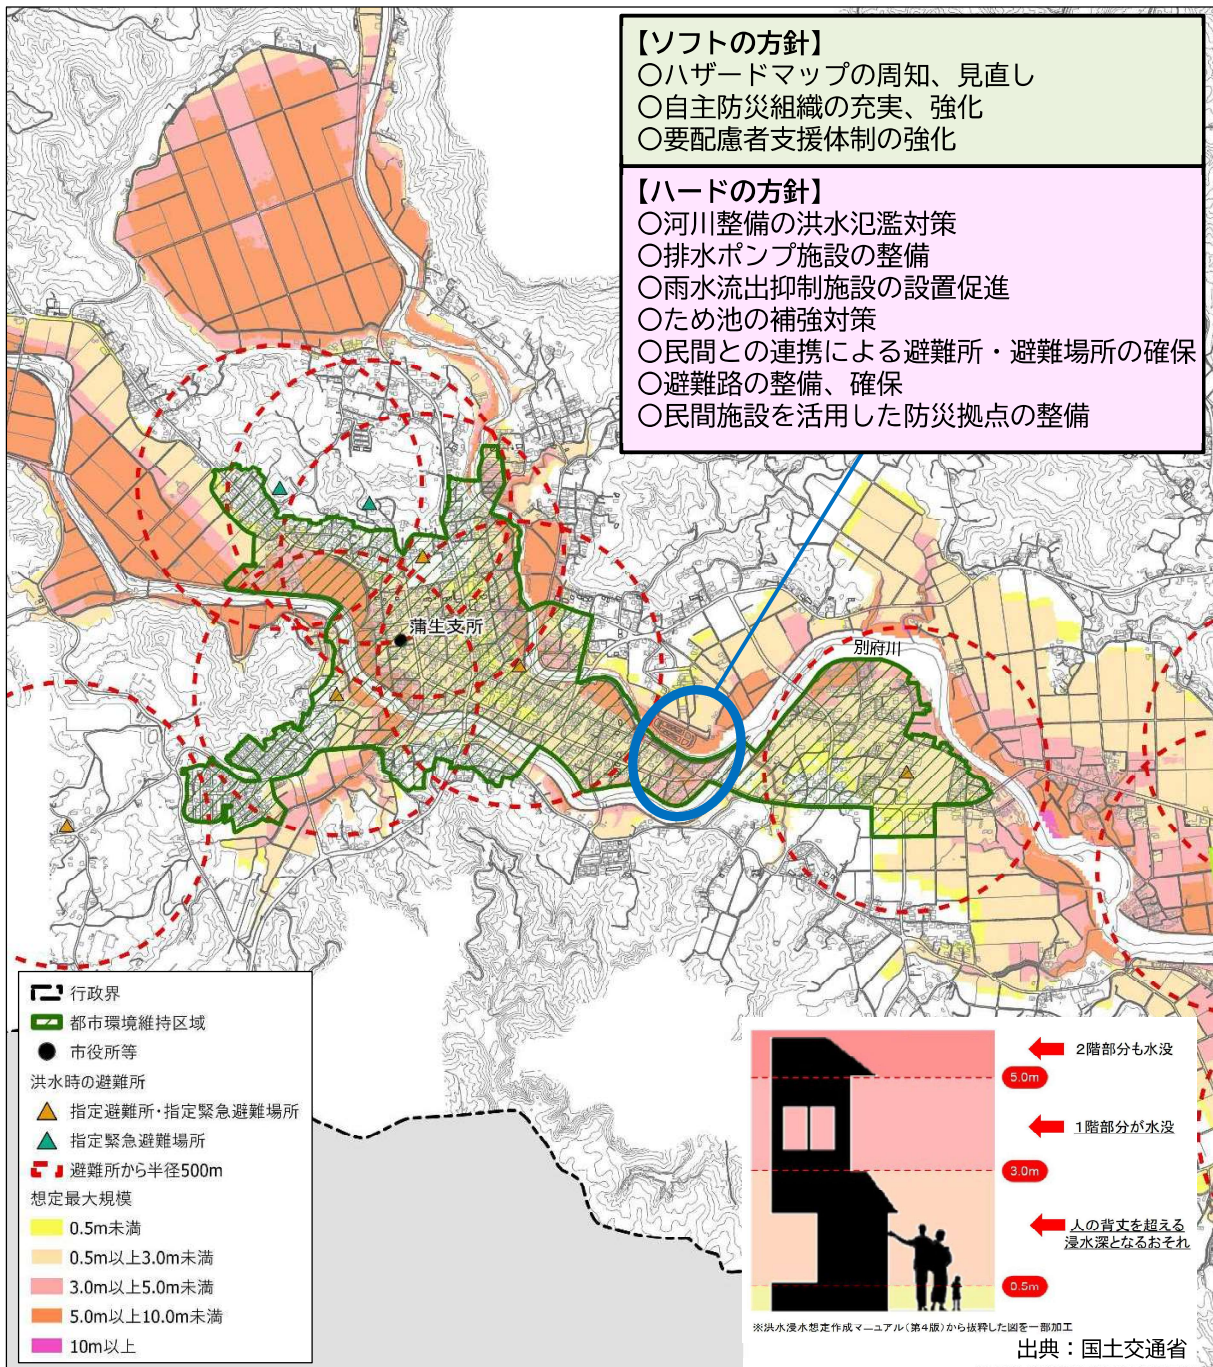 【ソフトの方針】
〇ハザードマップの周知、見直し
〇自主防災組織の充実、強化
〇要配慮者支援体制の強化
【ハードの方針】
〇河川整備の洪水氾濫対策
〇排水ポンプ施設の整備
〇雨水流出抑制施設の設置促進
〇ため池の補強対策
〇民間との連携による避難所・避難場所の確保
〇避難路の整備、確保
〇民間施設を活用した防災拠点の整備
蒲生支所
別府川
行政界
都市環境維持区域
市役所等
洪水時の避難所
指定避難所・指定緊急避難場所
指定緊急避難場所
避難所から半径500m
想定最大規模
0.5m未満
0.5m以上3.0m未満
3.0m以上5.0m未満
5.0m以上10.0m未満
10m以上
2階部分も水没
5.0m
1階部分が水没
3.0m
人の背丈を超える
浸水深となるおそれ
0.5m
※洪水浸水想定作成マニュアル(第4版)から抜粋した図を一部加工
出典：国土交通省